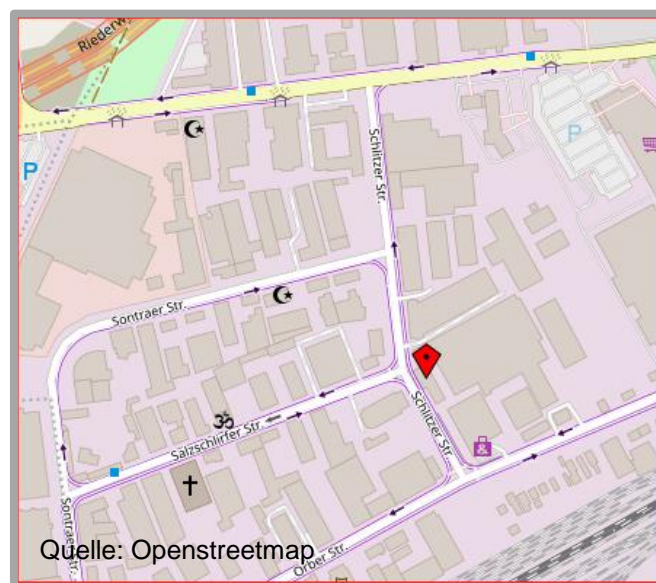 Riederw
Schlitzer Str.
P
P
Sontraer Str.
Salzschlirfer Str.
Schlitzer Str.
Sontraer Str.
Orber Str.
Quelle: Openstreetmap